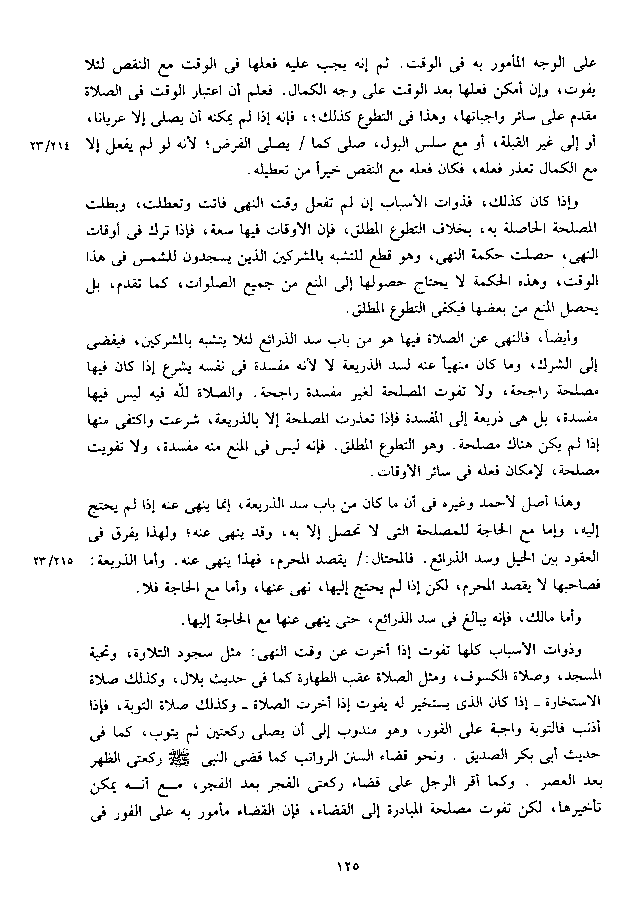 على الوجه المأمور به فى الوقت. ثم إنه يجب عليه فعلها فى الوقت مع النقص لئلا
يفوت، وإن أمكن فعلها بعد الوقت على وجه الكمال. فعلم أن اعتبار الوقت فى الصلاة
مقدم على سائر واجباتها، وهذا فى التطوع كذلك؛، فإنه إذا لم يمكنه أن يصلى إلا عريانا،
أو إلى غير القبلة، أو مع سلس البول، صلى كما / يصلى الفرض؛ لأنه لو لم يفعل إلا ٢٣/٢١٤
مع الكمال تعذر فعله، فكان فعله مع النقص خيراً من تعطيله.
وإذا كان كذلك، فذوات الأسباب إن لم تفعل وقت النهى فاتت وتعطلت، وبطلت
المصلحة الحاصلة به، بخلاف التطوع المطلق، فإن الأوقات فيها سعة، فإذا ترك فى أوقات
النهى، حصلت حكمة النهى، وهو قطع للتشبه بالمشركين الذين يسجدون للشمس فى هذا
الوقت، وهذه الحكمة لا يحتاج حصولها إلى المنع من جميع الصلوات، كما تقدم، بل
يحصل المنع من بعضها فيكفى التطوع المطلق.
وأيضاً، فالنهى عن الصلاة فيها هو من باب سد الذرائع لئلا يتشبه بالمشركين، فيفضى
إلى الشرك، وما كان منهياً عنه لسد الذريعة لا لأنه مفسدة فى نفسه يشرع إذا كان فيها
مصلحة راجحة، ولا تفوت المصلحة لغير مفسدة راجحة. والصلاة لله فيه ليس فيها
مفسدة، بل هى ذريعة إلى المفسدة فإذا تعذرت المصلحة إلا بالذريعة، شرعت واكتفى منها
إذا لم يكن هناك مصلحة. وهو التطوع المطلق. فإنه ليس فى المنع منه مفسدة، ولا تفويت
مصلحة، لإمكان فعله فى سائر الأوقات.
وهذا أصل لأحمد وغيره فى أن ما كان من باب سد الذريعة، إنما ينهى عنه إذا لم يحتج
إليه، وإما مع الحاجة للمصلحة التى لا تحصل إلا به، وقد ينهى عنه؛ ولهذا يفرق فى
العقود بين الحيل وسد الذرائع. فالمحتال:/ يقصد المحرم، فهذا ينهى عنه. وأما الذريعة: ٢٣/٢١٥
فصاحبها لا يقصد المحرم، لكن إذا لم يحتج إليها، نهى عنها، وأما مع الحاجة فلا.
وأما مالك، فإنه يبالغ فى سد الذرائع، حتى ينهى عنها مع الحاجة إليها.
وذوات الأسباب كلها تفوت إذا أخرت عن وقت النهى: مثل سجود التلاوة، وتحية
المسجد، وصلاة الكسوف، ومثل الصلاة عقب الطهارة كما فى حديث بلال، وكذلك صلاة
الاستخارة ـ إذا كان الذى يستخير له يفوت إذا أخرت الصلاة ـ وكذلك صلاة التوبة، فإذا
أذنب فالتوبة واجبة على الفور، وهو مندوب إلى أن يصلى ركعتين ثم يتوب، كما فى
حديث أبى بكر الصديق . ونحو قضاء السنن الرواتب كما قضى النبى ﷺ ركعتى الظهر
بعد العصر . وكما أقر الرجل على قضاء ركعتى الفجر بعد الفجر، مـع أنـه يمكن
تأخيرها، لكن تفوت مصلحة المبادرة إلى القضاء، فإن القضاء مأمور به على الفور فى
١٢٥